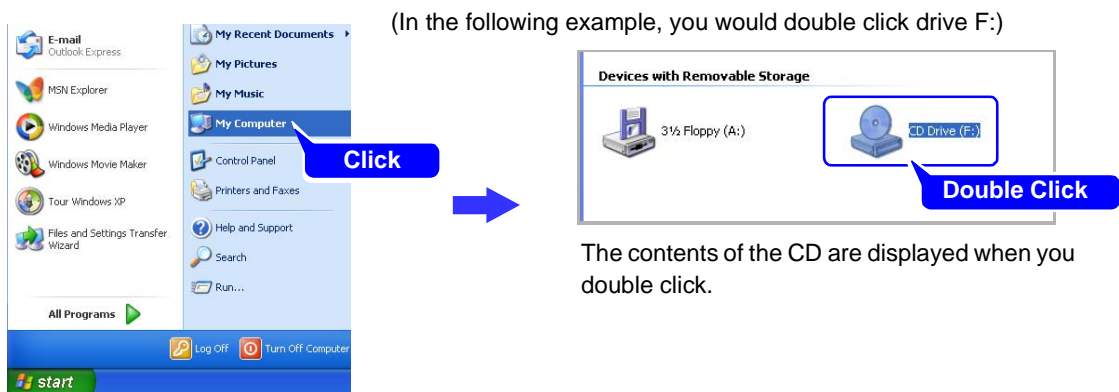 (In the following example, you would double click drive F:)
E-mail
Outlook Express
MSN Explorer
Windows Media Player
Windows Movie Maker
Tour Windows XP
Files and Settings Transfer
Wizard
All Programs
My Recent Documents
My Pictures
My Music
My Computer
Control Panel
Printers and Faxes
Help and Support
Search
Run...
Log Off Turn Off Computer
start
Click
Devices with Removable Storage
3½ Floppy (A:) CD Drive (F:)
Double Click
The contents of the CD are displayed when you
double click.